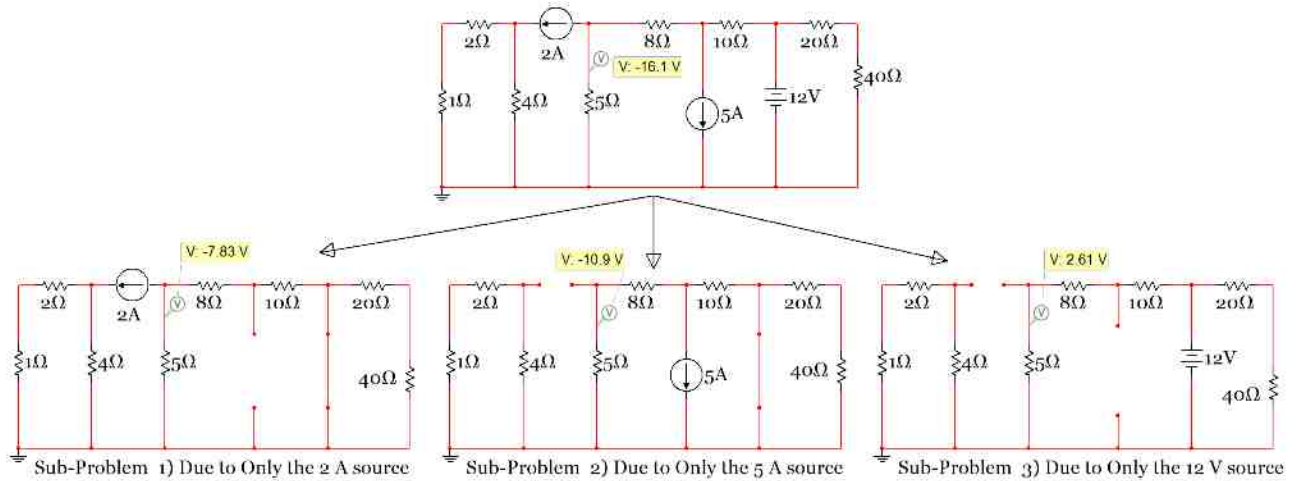 2Ω
2A
8Ω
10Ω
20Ω
V: -16.1 V
1Ω
4Ω
5Ω
5A
12V
40Ω
V: -7.83 V
2Ω
2A
8Ω
10Ω
20Ω
1Ω
4Ω
5Ω
40Ω
Sub-Problem 1) Due to Only the 2 A source
V: -10.9 V
2Ω
8Ω
10Ω
20Ω
1Ω
4Ω
5Ω
5A
40Ω
Sub-Problem 2) Due to Only the 5 A source
V: 2.61 V
2Ω
8Ω
10Ω
20Ω
1Ω
4Ω
5Ω
12V
40Ω
Sub-Problem 3) Due to Only the 12 V source
V
V
V
V